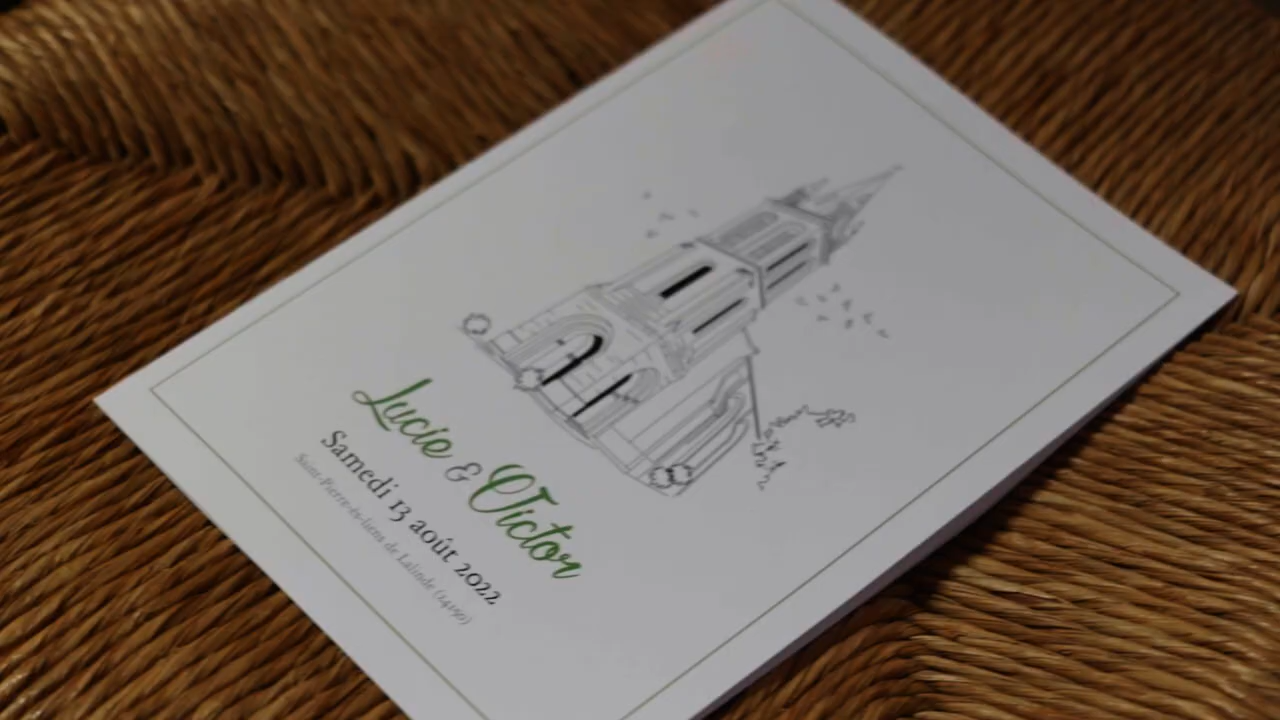 Lucie & Victor
Samedi 13 août 2022
Saint-Pierre-ès-liens de Lalinde (24150)